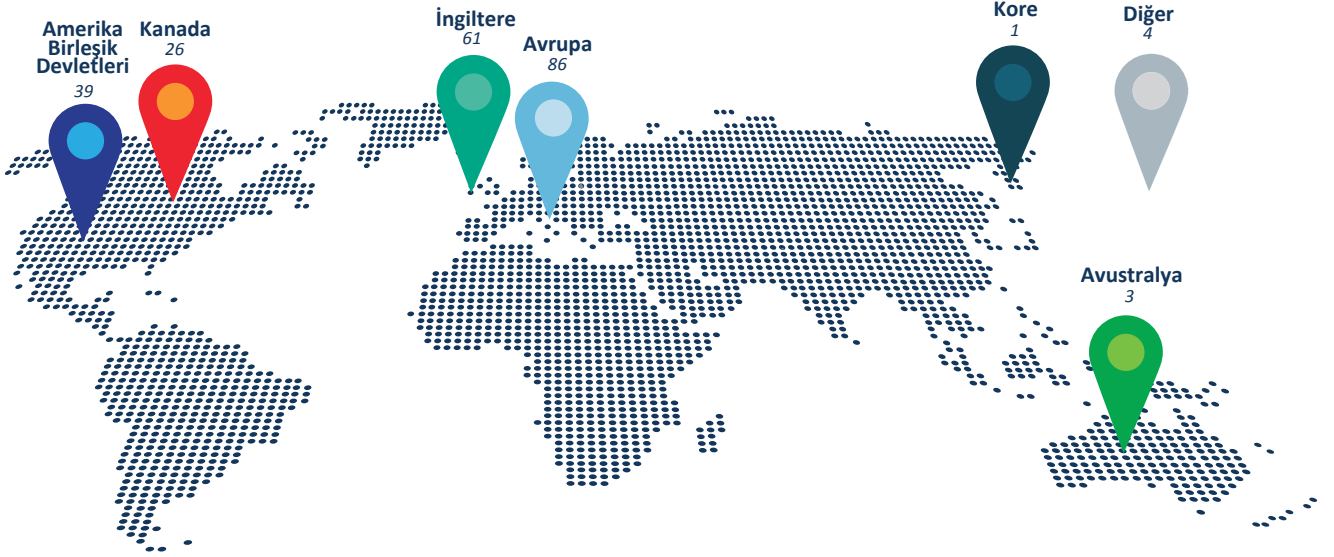 Amerika
Birleşik
Devletleri
39
Kanada
26
İngiltere
61
Avrupa
86
Kore
1
Diğer
4
Avustralya
3